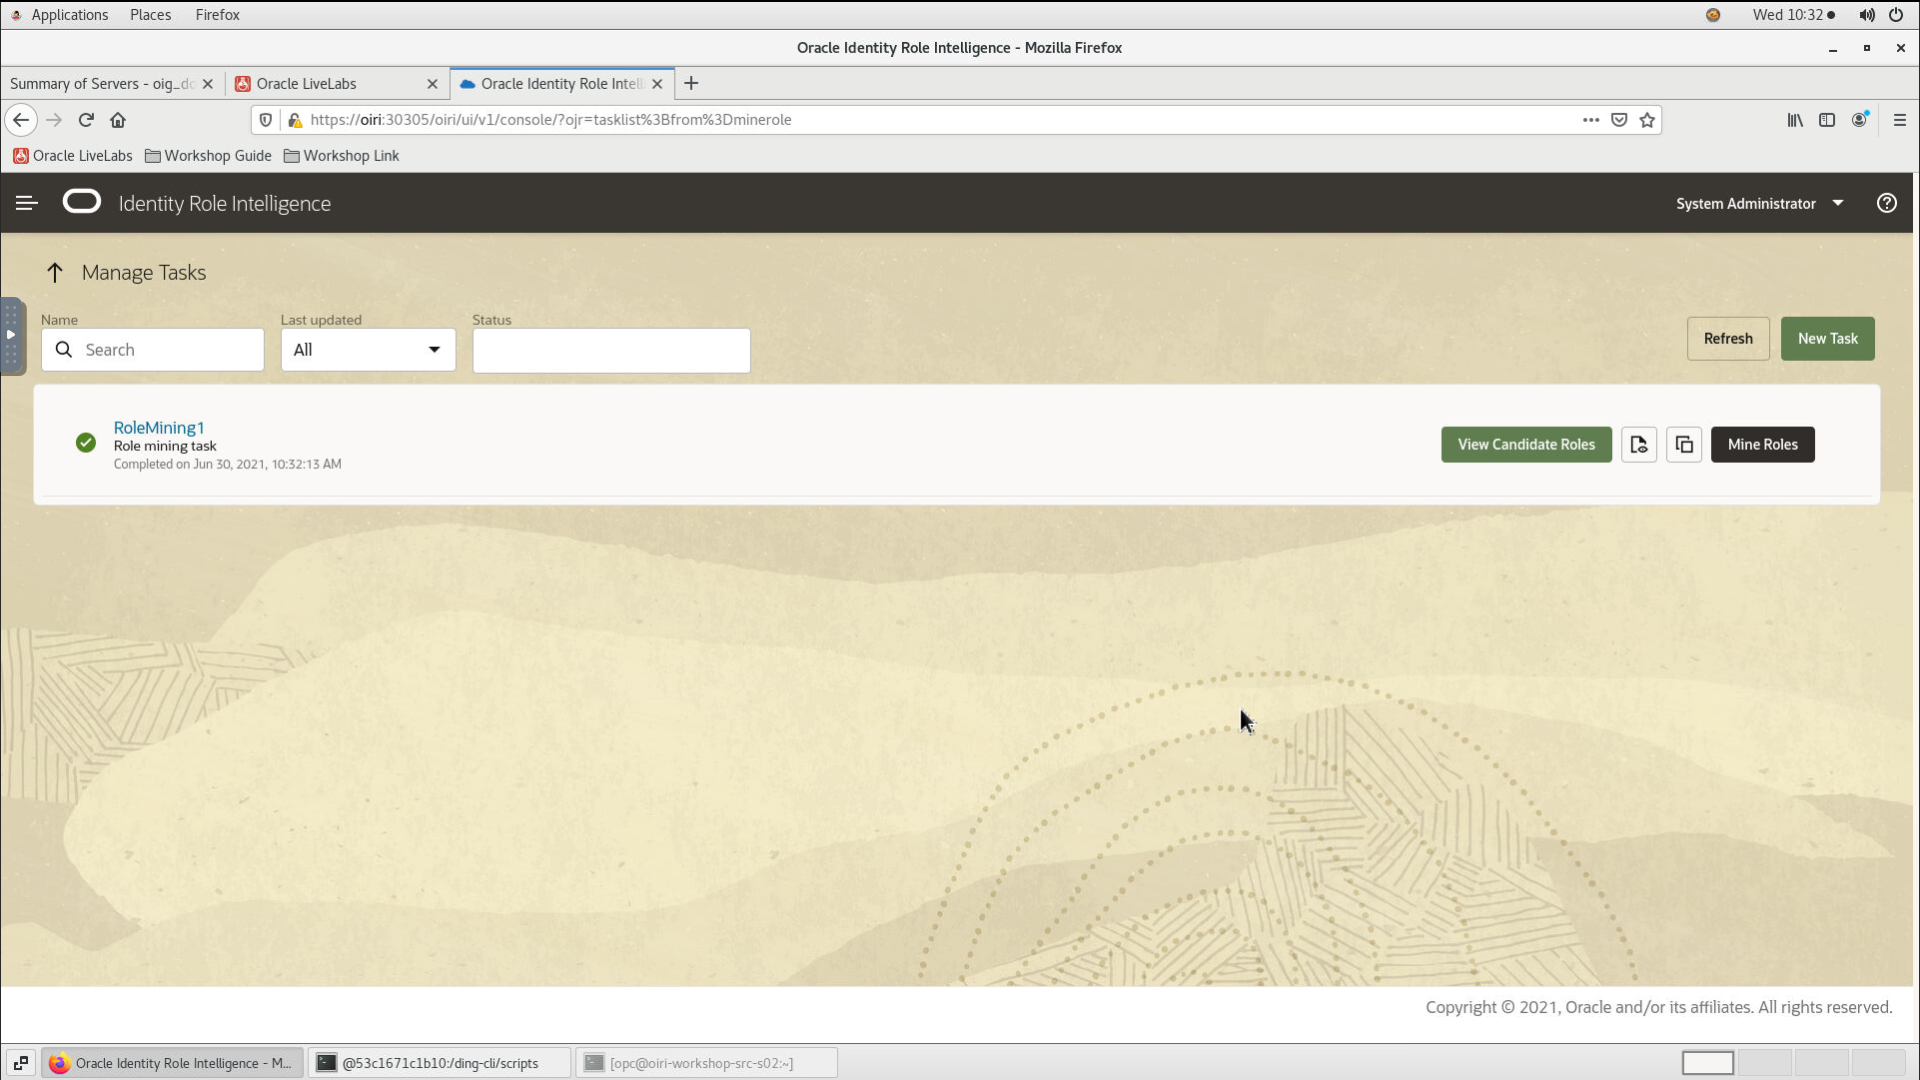 Applications Places Firefox Wed 10:32
Oracle Identity Role Intelligence - Mozilla Firefox
Summary of Servers - oig_do Oracle LiveLabs Oracle Identity Role Intell
https://oiri:30305/oiri/ui/v1/console/?ojr=tasklist%3Bfrom%3Dminerole
Oracle LiveLabs Workshop Guide Workshop Link
Identity Role Intelligence System Administrator
Manage Tasks
Name Last updated Status
Search All Refresh New Task
RoleMining1
Role mining task
Completed on Jun 30, 2021, 10:32:13 AM
View Candidate Roles Mine Roles
Copyright © 2021, Oracle and/or its affiliates. All rights reserved.
Oracle Identity Role Intelligence - M... @53c1671c1b10:/ding-cli/scripts [opc@oiri-workshop-src-s02:~]